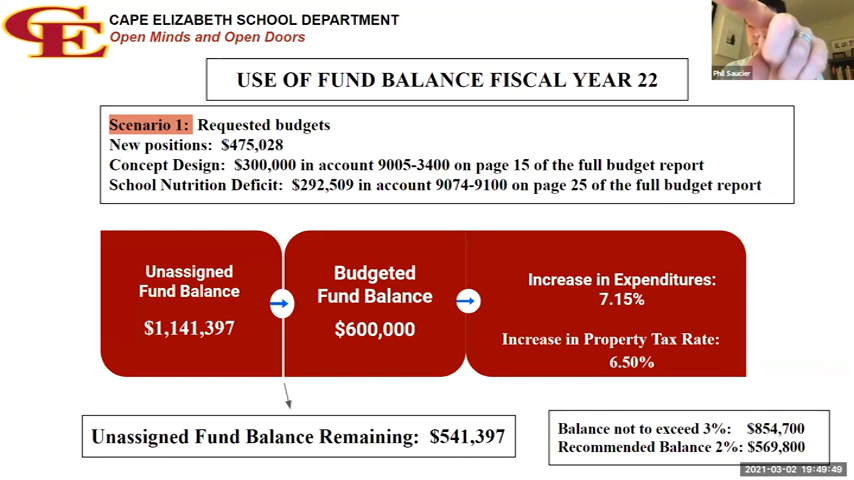 CE
CAPE ELIZABETH SCHOOL DEPARTMENT
Open Minds and Open Doors
Phil Saucier
USE OF FUND BALANCE FISCAL YEAR 22
Scenario 1: Requested budgets
New positions: $475,028
Concept Design: $300,000 in account 9005-3400 on page 15 of the full budget report
School Nutrition Deficit: $292,509 in account 9074-9100 on page 25 of the full budget report
Unassigned
Fund Balance
$1,141,397
Budgeted
Fund Balance
$600,000
Increase in Expenditures:
7.15%
Increase in Property Tax Rate:
6.50%
Unassigned Fund Balance Remaining: $541,397
Balance not to exceed 3%: $854,700
Recommended Balance 2%: $569,800
2021-03-02 19:49:49